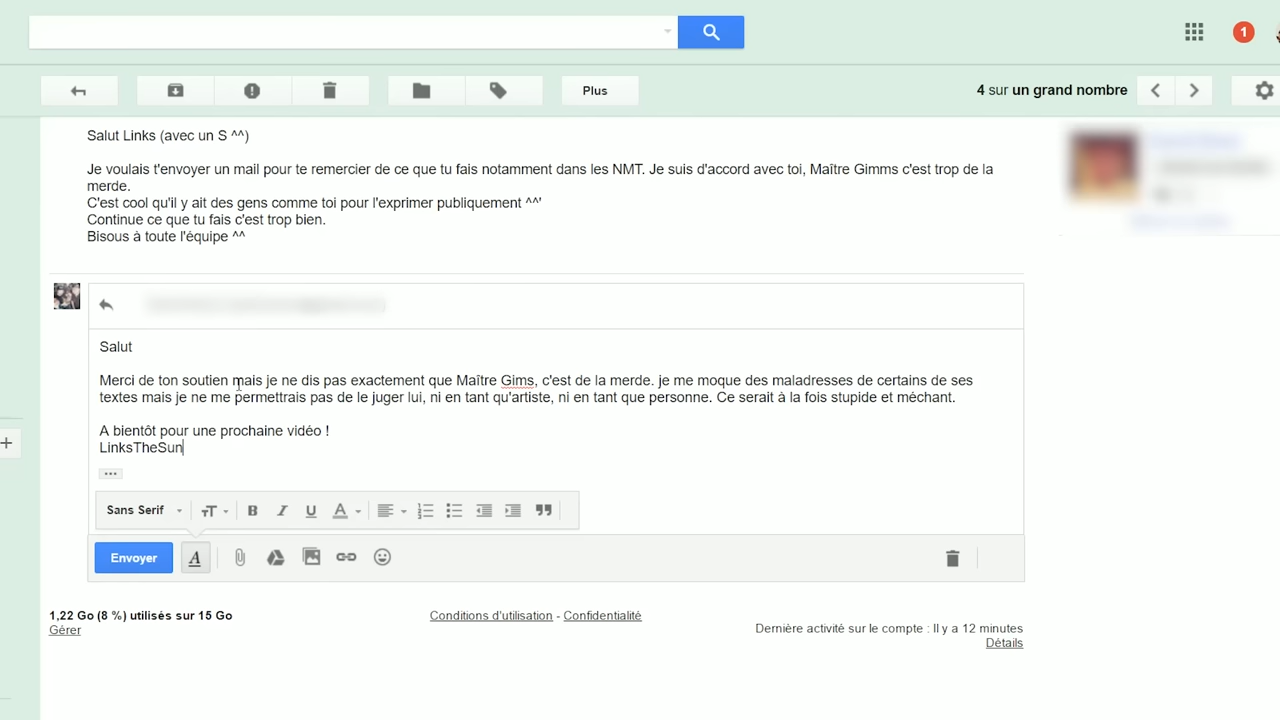 1
Plus
4 sur un grand nombre
Salut Links (avec un S ^^)
Je voulais t'envoyer un mail pour te remercier de ce que tu fais notamment dans les NMT. Je suis d'accord avec toi, Maître Gimms c'est trop de la
merde.
C'est cool qu'il y ait des gens comme toi pour l'exprimer publiquement ^^'
Continue ce que tu fais c'est trop bien.
Bisous à toute l'équipe ^^
Salut
Merci de ton soutien mais je ne dis pas exactement que Maître Gims, c'est de la merde. je me moque des maladresses de certains de ses
textes mais je ne me permettrais pas de le juger lui, ni en tant qu'artiste, ni en tant que personne. Ce serait à la fois stupide et méchant.
A bientôt pour une prochaine vidéo !
LinksTheSun
Sans Serif
Envoyer
1,22 Go (8 %) utilisés sur 15 Go
Gérer
Conditions d'utilisation - Confidentialité
Dernière activité sur le compte : Il y a 12 minutes
Détails